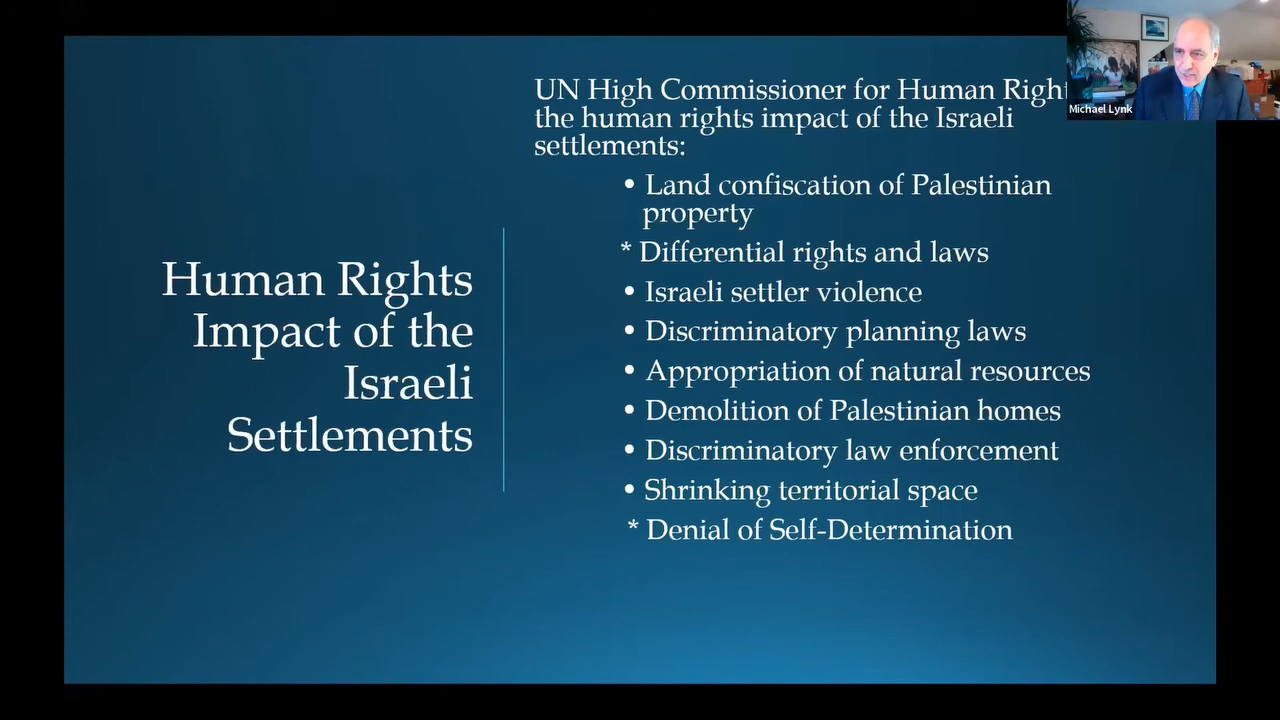 Human Rights
Impact of the
Israeli
Settlements
UN High Commissioner for Human
the human rights impact of the Israeli
settlements:
• Land confiscation of Palestinian
property
* Differential rights and laws
• Israeli settler violence
• Discriminatory planning laws
• Appropriation of natural resources
• Demolition of Palestinian homes
• Discriminatory law enforcement
• Shrinking territorial space
* Denial of Self-Determination
Michael Lynk